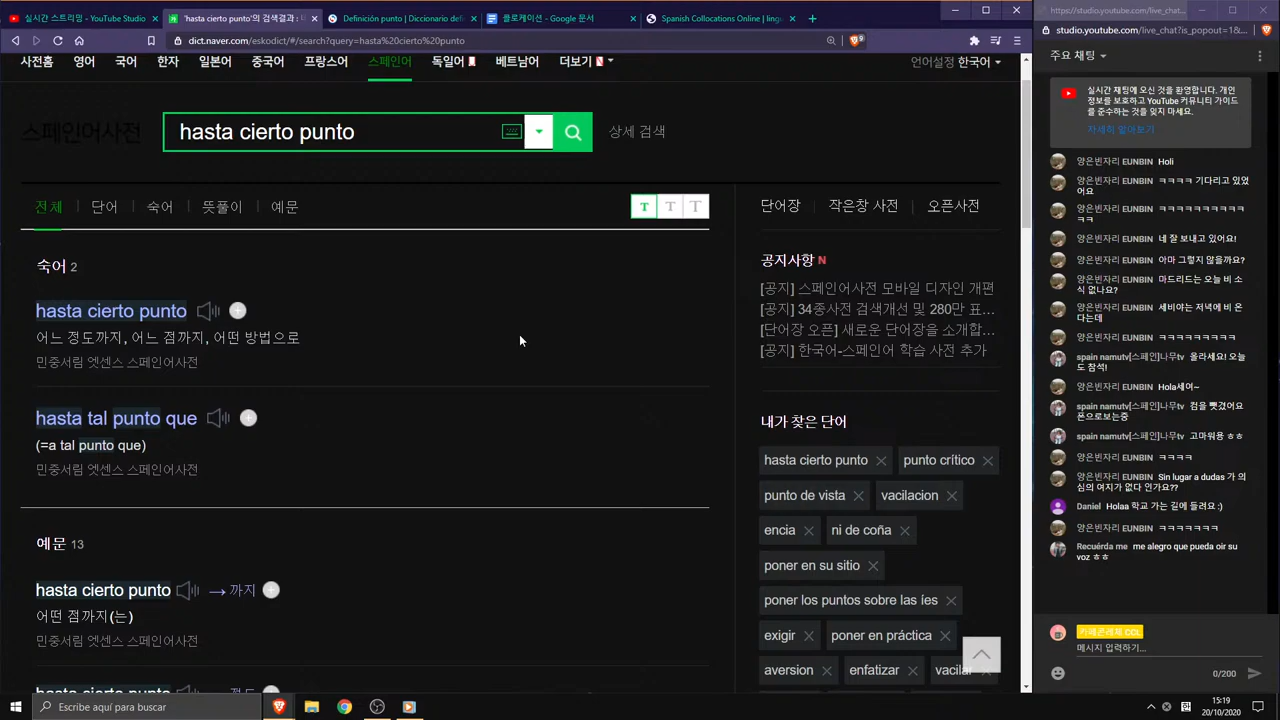 실시간 스트리밍 - YouTube Studio
'hasta cierto punto'의 검색결과 :
Definición punto | Diccionario de
플로케이션 - Google 문서
Spanish Collocations Online | ling
https://studio.youtube.com/live_chat?is_
dict.naver.com/eskodict/#/search?query=hasta%20cierto%20punto
studio.youtube.com/live_chat?is_popout=1&
사전홈 영어 국어 한자 일본어 중국어 프랑스어 스페인어 독일어 베트남어 더보기 언어설정 한국어
스페인어사전
hasta cierto punto
상세 검색
전체 단어 숙어 뜻풀이 예문
T T T
숙어 2
hasta cierto punto
어느 정도까지, 어느 점까지, 어떤 방법으로
민중서림 엣센스 스페인어사전
hasta tal punto que
(=a tal punto que)
민중서림 엣센스 스페인어사전
예문 13
hasta cierto punto → 까지
어떤 점까지(는)
민중서림 엣센스 스페인어사전
hasta cierto punto → 정도
단어장 작은창 사전 오픈사전
공지사항 N
[공지] 스페인어사전 모바일 디자인 개편
[공지] 34종사전 검색개선 및 280만 표...
[단어장 오픈] 새로운 단어장을 소개합...
[공지] 한국어-스페인어 학습 사전 추가
내가 찾은 단어
hasta cierto punto punto crítico
punto de vista vacilacion
encia ni de coña
poner en su sitio
poner los puntos sobre las íes
exigir poner en práctica
aversion enfatizar vacilar
주요 채팅
실시간 채팅에 오신 것을 환영합니다. 개인
정보를 보호하고 YouTube 커뮤니티 가이드
를 준수하는 것을 잊지 마세요.
자세히 알아보기
양은빈자리 EUNBIN Holi
양은빈자리 EUNBIN ㅋㅋㅋㅋ 기다리고 있었
어요
양은빈자리 EUNBIN ㅋㅋㅋㅋㅋㅋㅋㅋㅋㅋ
ㅋㅋ
양은빈자리 EUNBIN 네 잘 보내고 있어요!
양은빈자리 EUNBIN 아마 그렇지 않을까요?
양은빈자리 EUNBIN 마드리드는 오늘 비 소
식 없나요?
양은빈자리 EUNBIN 세비야는 저녁에 비 온
다는데
양은빈자리 EUNBIN ㅋㅋㅋㅋㅋㅋㅋ
spain namutv[스페인]나무tv 올라세요! 오늘
도 참석!
양은빈자리 EUNBIN Hola세여~
spain namutv[스페인]나무tv 컴을 뺏겼어요
폰으로보는중
spain namutv[스페인]나무tv 고마워용 ㅎㅎ
양은빈자리 EUNBIN ㅋㅋㅋㅋ
양은빈자리 EUNBIN Sin lugar a dudas 가 의
심의 여지가 없다 인가요??
Daniel Holaa 학교 가는 길에 들려요 :)
양은빈자리 EUNBIN ㅋㅋㅋㅋㅋㅋㅋ
Recuérda me me alegro que pueda oir su
voz ㅎㅎ
메시지 입력하기...
0/200
Escribe aquí para buscar
15:19
20/10/2020